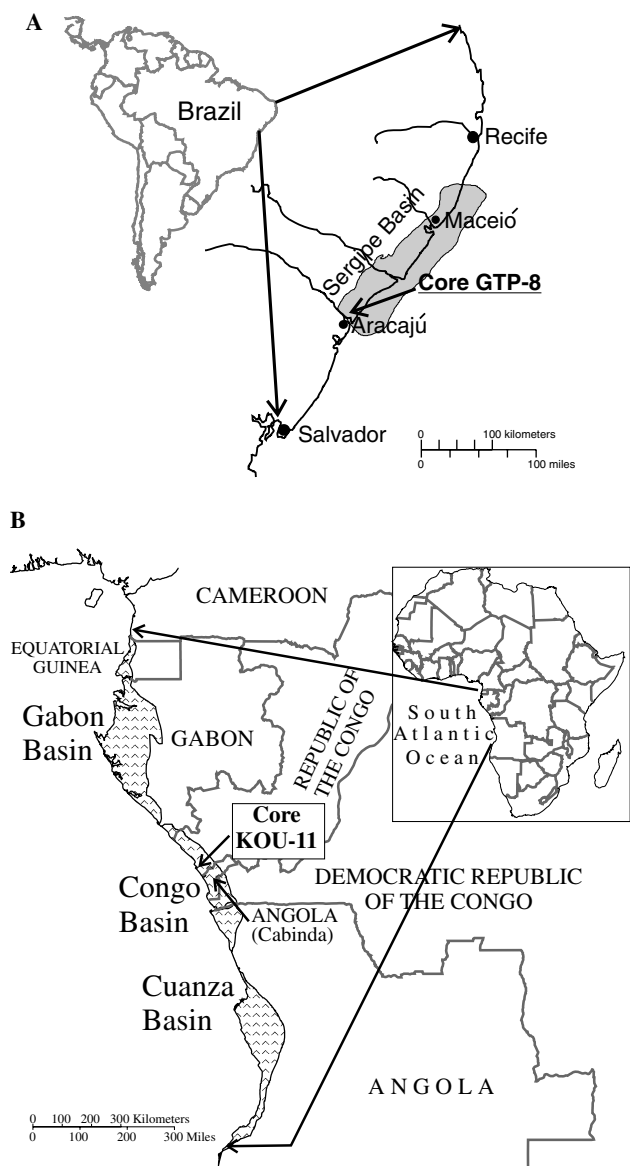 A
Brazil
Recife
Sergipe Basin
Maceió
Core GTP-8
Aracajú
Salvador
0 100 kilometers
0 100 miles
B
CAMEROON
EQUATORIAL
GUINEA
Gabon
Basin
GABON
REPUBLIC OF
THE CONGO
South
Atlantic
Ocean
Core
KOU-11
Congo
Basin
DEMOCRATIC REPUBLIC
OF THE CONGO
ANGOLA
(Cabinda)
Cuanza
Basin
ANGOLA
0 100 200 300 Kilometers
0 100 200 300 Miles